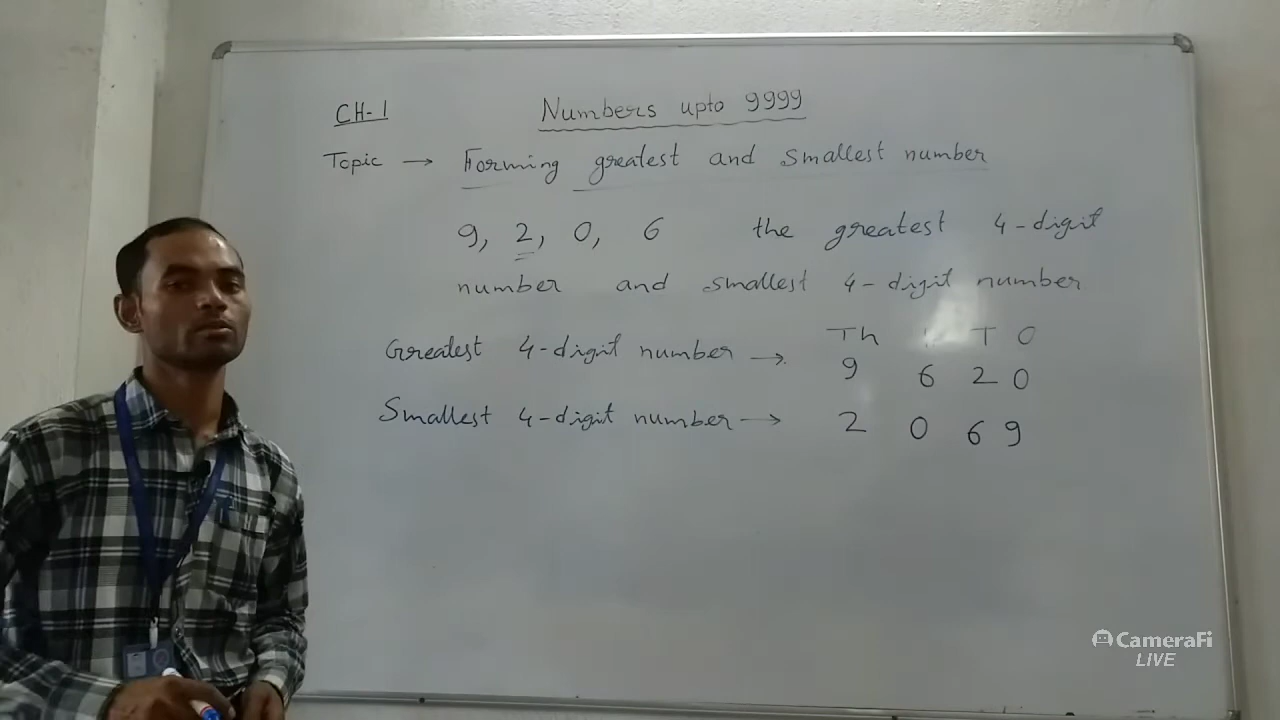 CH-1 Numbers upto 9999
Topic → Forming greatest and smallest number
9, 2, 0, 6 the greatest 4-digit
number and smallest 4-digit number
Th T O
Greatest 4-digit number → 9 6 2 0
Smallest 4-digit number → 2 0 6 9
CameraFi
LIVE